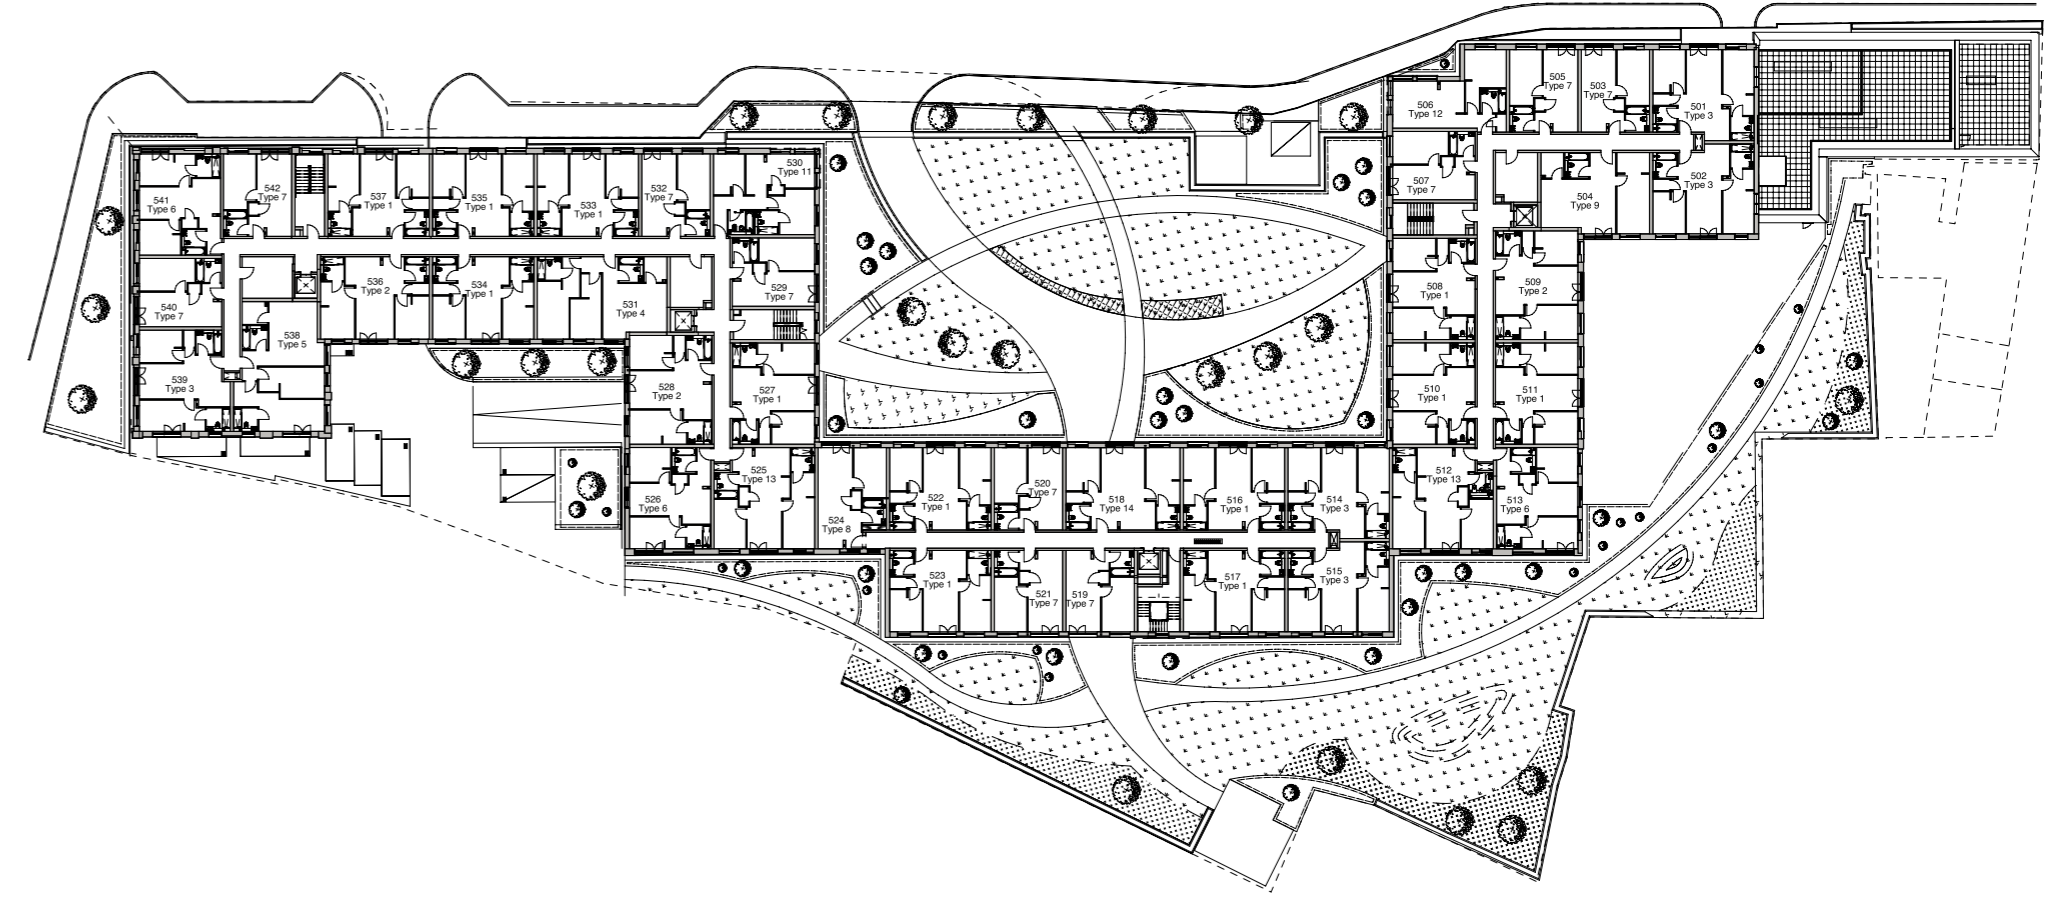 505
Type 7
503
Type 7
501
Type 3
506
Type 12
507
Type 7
504
Type 9
502
Type 3
541
Type 6
542
Type 7
537
Type 1
535
Type 1
533
Type 1
532
Type 7
530
Type 11
540
Type 7
536
Type 2
534
Type 1
531
Type 4
529
Type 7
508
Type 1
509
Type 2
538
Type 5
539
Type 3
528
Type 2
527
Type 1
510
Type 1
511
Type 1
526
Type 6
525
Type 13
524
Type 8
522
Type 1
520
Type 7
518
Type 14
516
Type 1
514
Type 3
512
Type 13
513
Type 6
523
Type 1
521
Type 7
519
Type 7
517
Type 1
515
Type 3